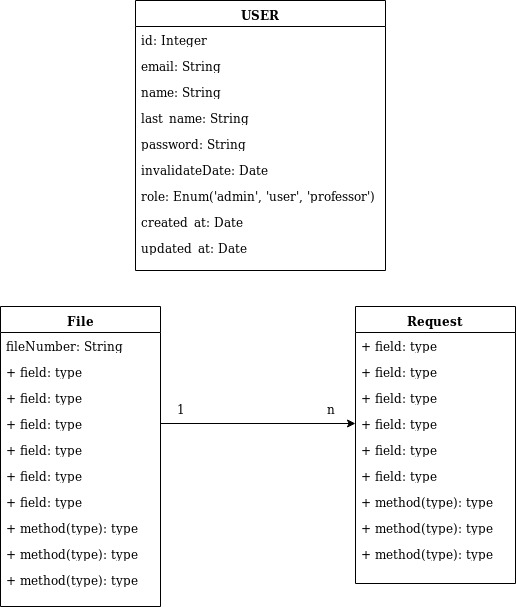 USER
id: Integer
email: String
name: String
last_name: String
password: String
invalidateDate: Date
role: Enum('admin', 'user', 'professor')
created_at: Date
updated_at: Date
File
fileNumber: String
+ field: type
+ field: type
+ field: type
+ field: type
+ field: type
+ field: type
+ method(type): type
+ method(type): type
+ method(type): type
1
n
Request
+ field: type
+ field: type
+ field: type
+ field: type
+ field: type
+ field: type
+ method(type): type
+ method(type): type
+ method(type): type